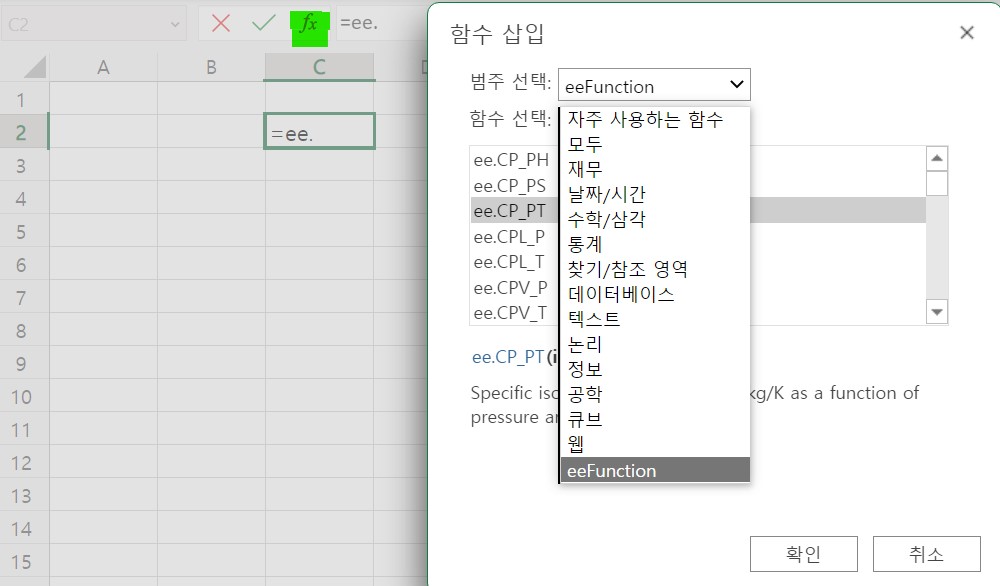 C2
fx
=ee.
A B C
1
2 =ee.
3
4
5
6
7
8
9
10
11
12
13
14
15
함수 삽입
범주 선택: eeFunction
함수 선택:
자주 사용하는 함수
모두
재무
날짜/시간
수학/삼각
통계
찾기/참조 영역
데이터베이스
텍스트
논리
정보
공학
큐브
웹
eeFunction
ee.CP_PH
ee.CP_PS
ee.CP_PT
ee.CPL_P
ee.CPL_T
ee.CPV_P
ee.CPV_T
ee.CP_PT(i
Specific iso kg/K as a function of
pressure a
확인 취소